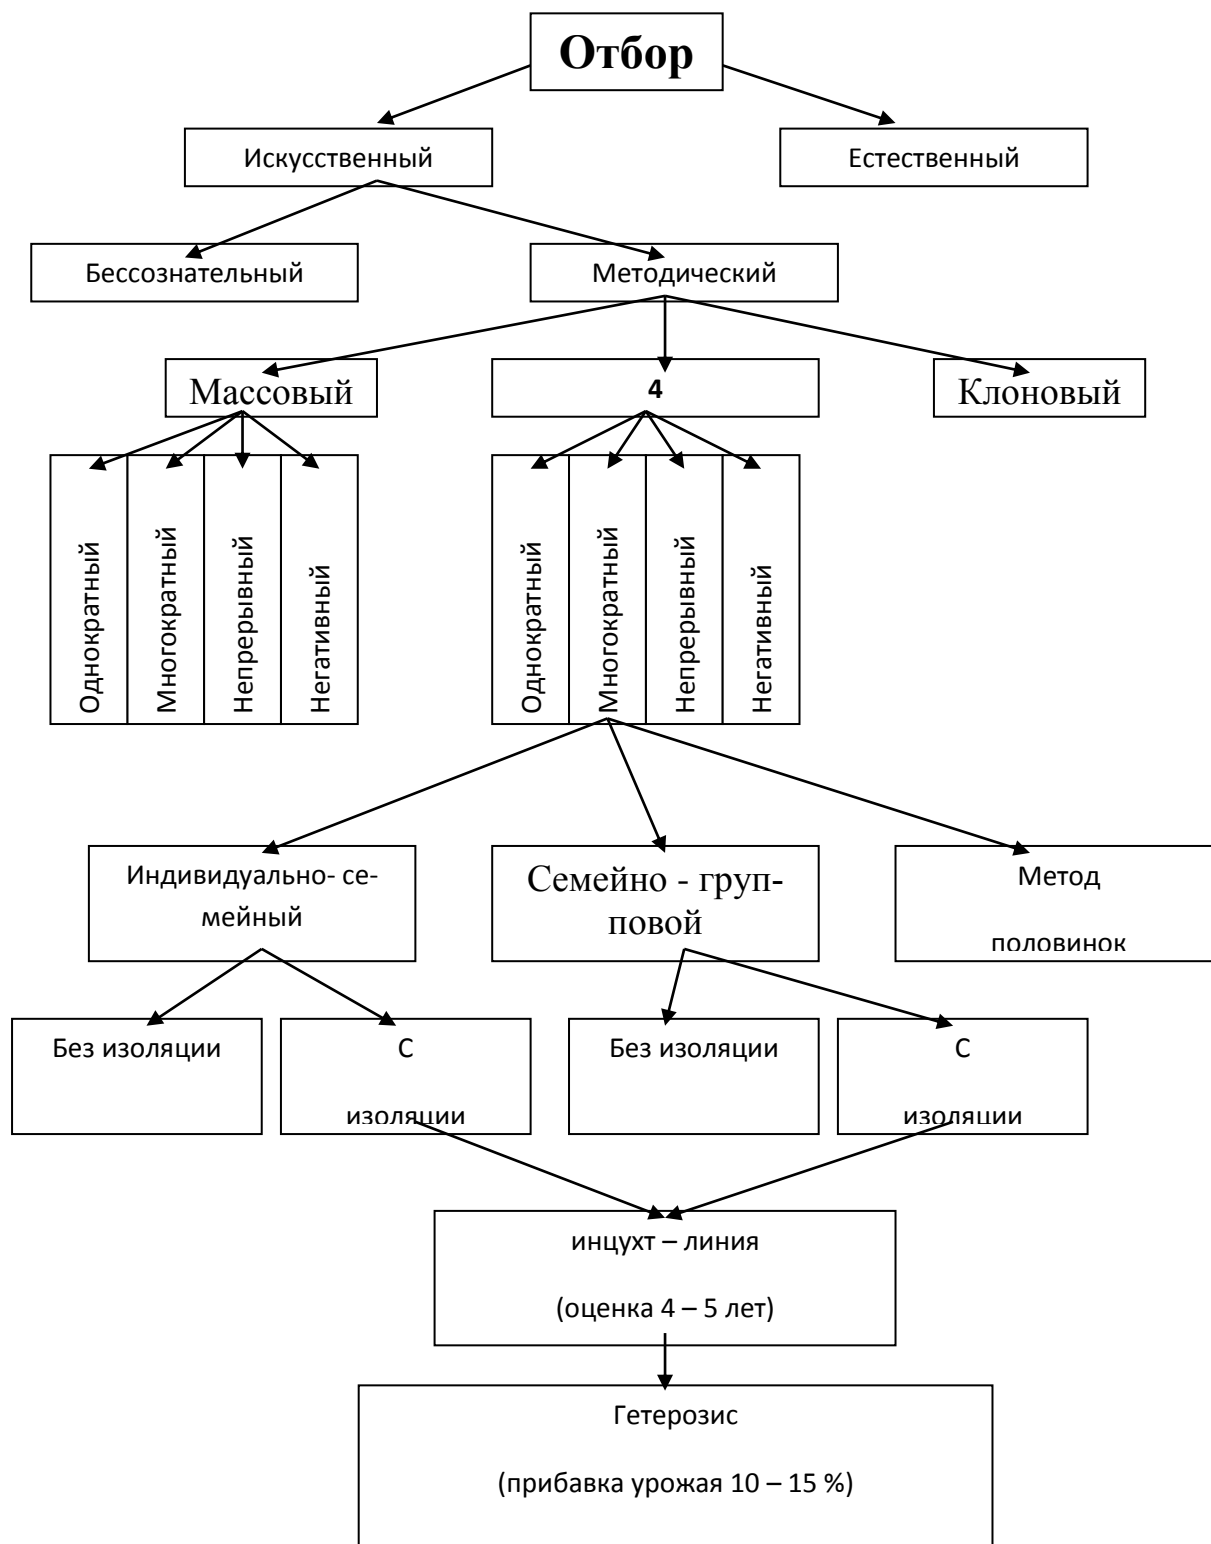 Отбор
Искусственный
Естественный
Бессознательный
Методический
Массовый
4
Клоновый
Однократный
Многократный
Непрерывный
Негативный
Однократный
Многократный
Непрерывный
Негативный
Индивидуально- се-
мейный
Семейно - груп-
повой
Метод
половинок
Без изоляции
С
изоляции
Без изоляции
С
изоляции
инцухт – линия
(оценка 4 – 5 лет)
Гетерозис
(прибавка урожая 10 – 15 %)